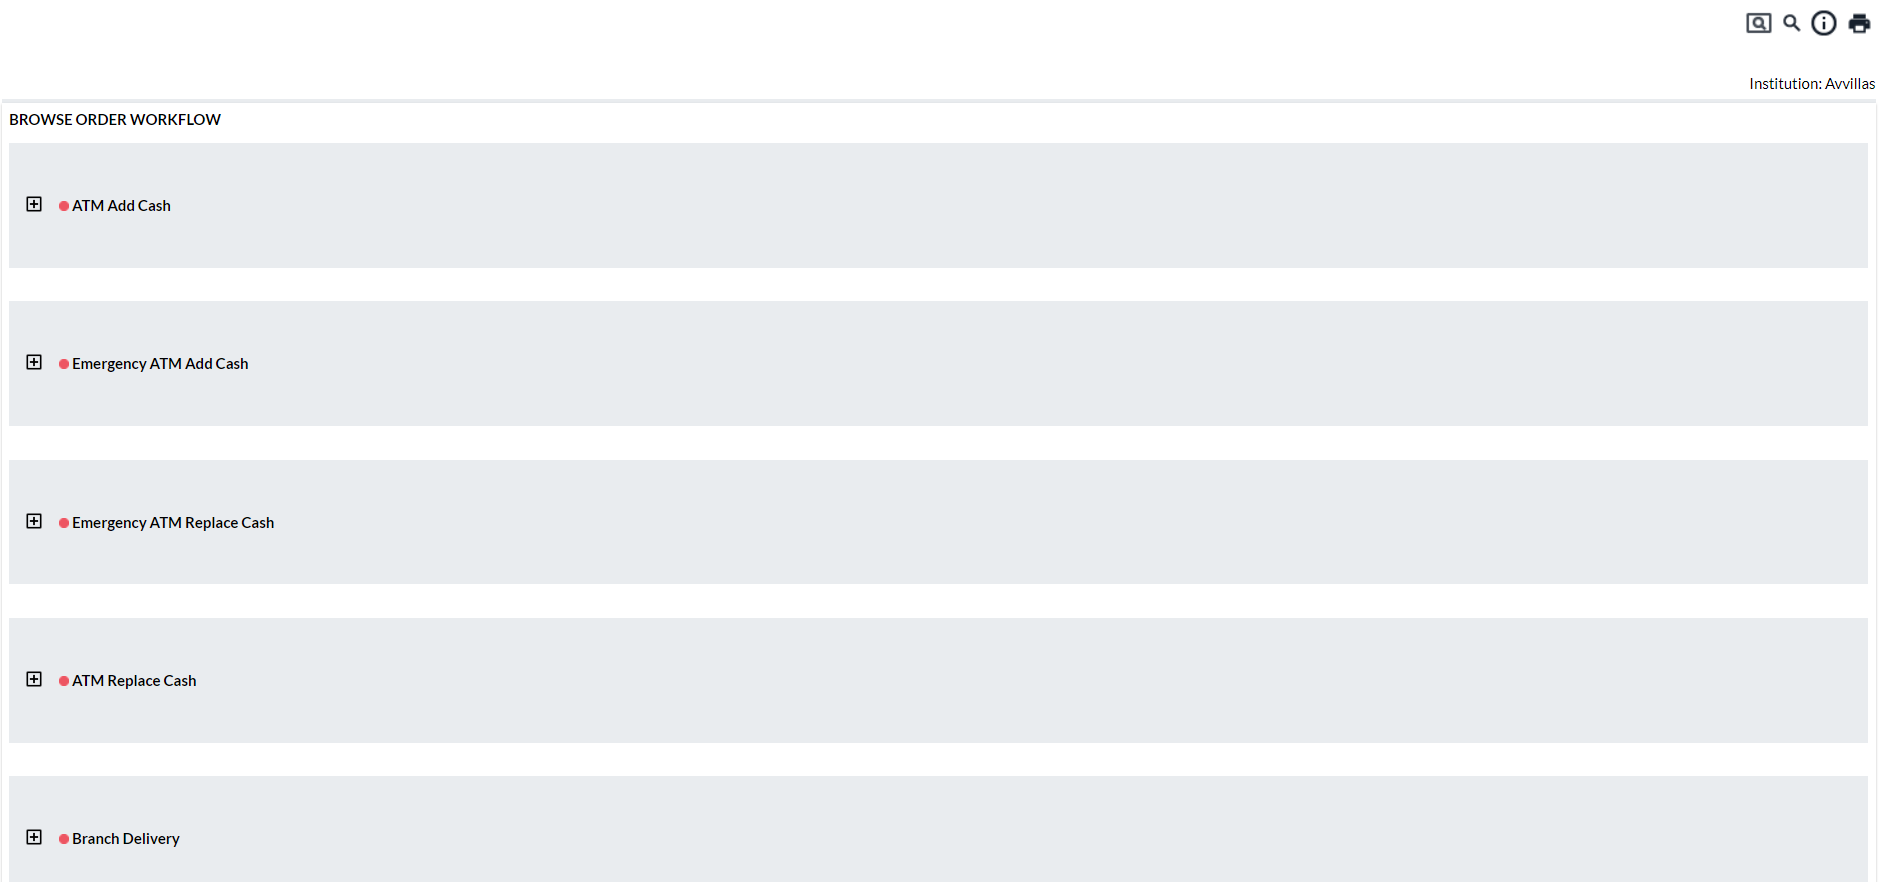 Institution: Avvillas
BROWSE ORDER WORKFLOW
ATM Add Cash
Emergency ATM Add Cash
Emergency ATM Replace Cash
ATM Replace Cash
Branch Delivery